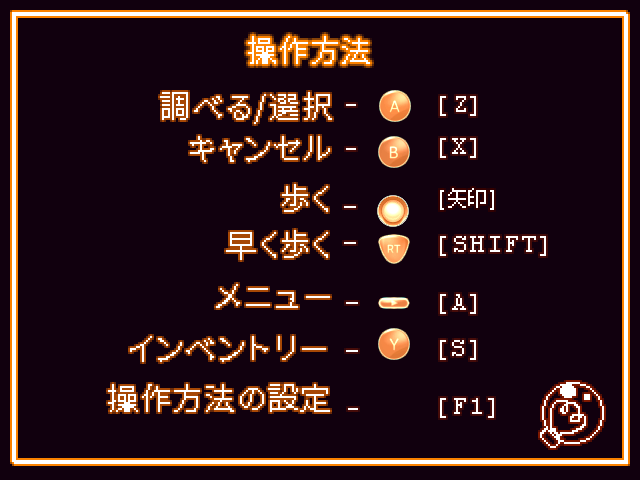 操作方法
調べる/選択 - A [Z]
キャンセル - B [X]
歩く - [矢印]
早く歩く - RT [SHIFT]
メニュー - [A]
インベントリー - Y [S]
操作方法の設定 - [F1]